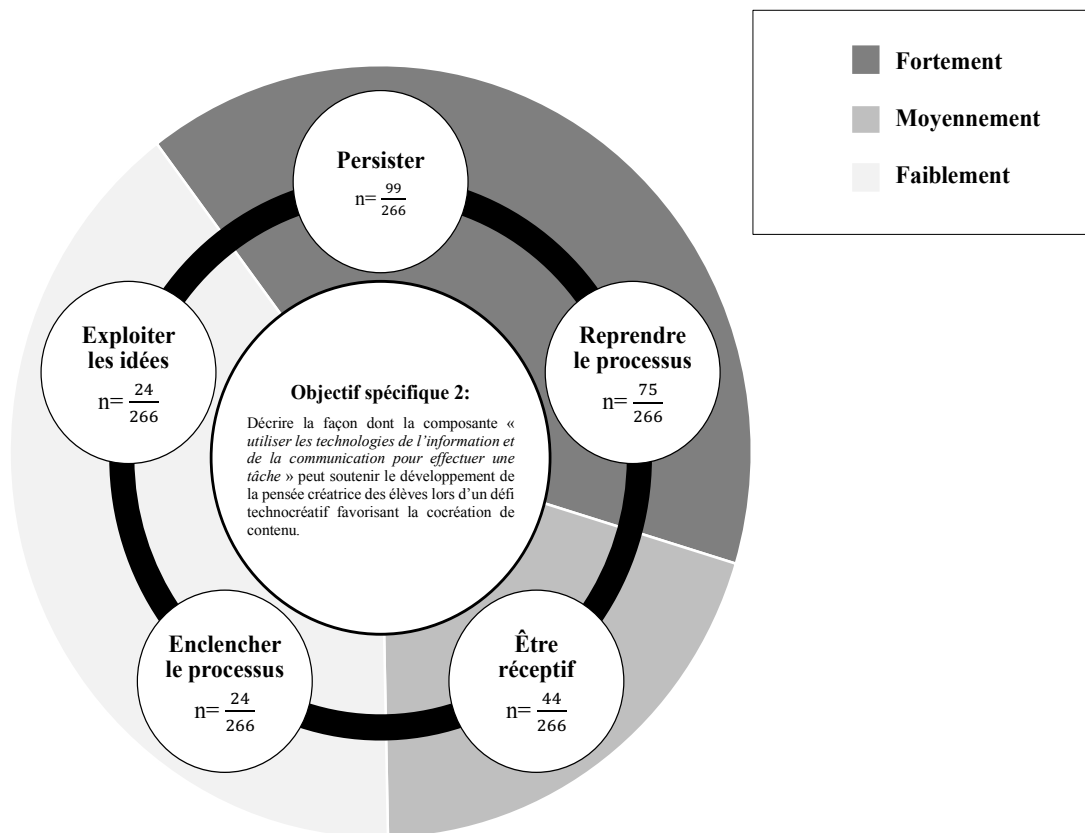 Fortement
Moyennement
Faiblement
Persister
n= 99/266
Exploiter
les idées
n= 24/266
Reprendre
le processus
n= 75/266
Objectif spécifique 2:
Décrire la façon dont la composante «
utiliser les technologies de l’information et
de la communication pour effectuer une
tâche » peut soutenir le développement de
la pensée créatrice des élèves lors d’un défi
technocréatif favorisant la cocréation de
contenu.
Enclencher
le processus
n= 24/266
Être
réceptif
n= 44/266